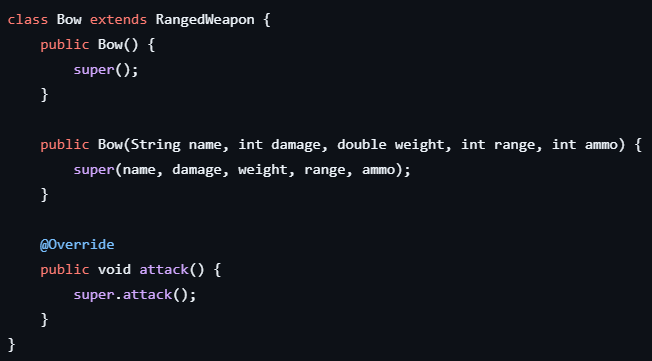 class Bow extends RangedWeapon {
    public Bow() {
        super();
    }

    public Bow(String name, int damage, double weight, int range, int ammo) {
        super(name, damage, weight, range, ammo);
    }

    @Override
    public void attack() {
        super.attack();
    }
}